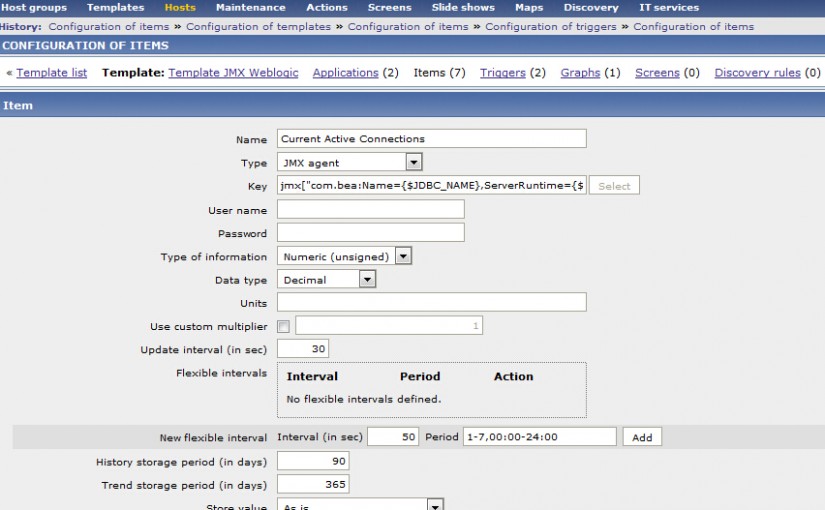 Host groups Templates Hosts Maintenance Actions Screens Slide shows Maps Discovery IT services
History: Configuration of items » Configuration of templates » Configuration of items » Configuration of triggers » Configuration of items
CONFIGURATION OF ITEMS
« Template list Template: Template JMX Weblogic Applications (2) Items (7) Triggers (2) Graphs (1) Screens (0) Discovery rules (0)
Item
Name Current Active Connections
Type JMX agent
Key jmx["com.bea:Name={$JDBC_NAME},ServerRuntime={$ Select
User name
Password
Type of information Numeric (unsigned)
Data type Decimal
Units
Use custom multiplier 1
Update interval (in sec) 30
Flexible intervals Interval Period Action
No flexible intervals defined.
New flexible interval Interval (in sec) 50 Period 1-7,00:00-24:00 Add
History storage period (in days) 90
Trend storage period (in days) 365
Store value As is